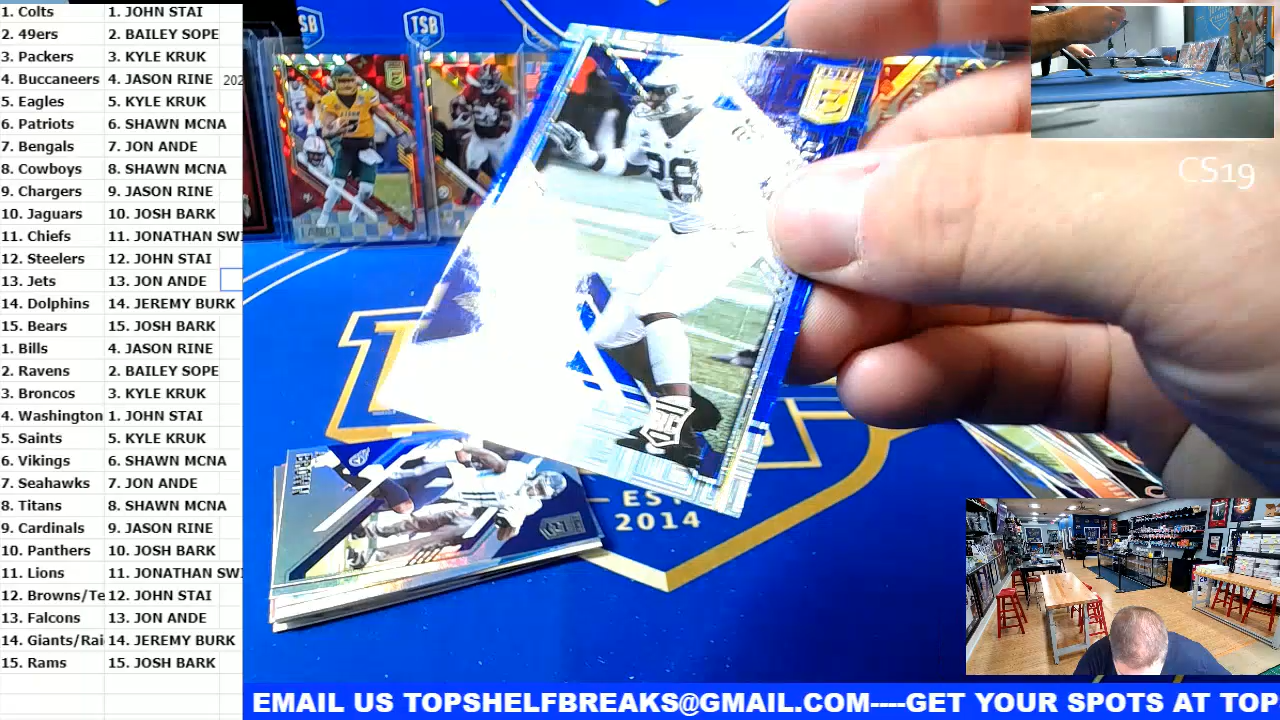 1. Colts 1. JOHN STAI
2. 49ers 2. BAILEY SOPE
3. Packers 3. KYLE KRUK
4. Buccaneers 4. JASON RINE 202
5. Eagles 5. KYLE KRUK
6. Patriots 6. SHAWN MCNA
7. Bengals 7. JON ANDE
8. Cowboys 8. SHAWN MCNA
9. Chargers 9. JASON RINE
10. Jaguars 10. JOSH BARK
11. Chiefs 11. JONATHAN SWI
12. Steelers 12. JOHN STAI
13. Jets 13. JON ANDE
14. Dolphins 14. JEREMY BURK
15. Bears 15. JOSH BARK
1. Bills 4. JASON RINE
2. Ravens 2. BAILEY SOPE
3. Broncos 3. KYLE KRUK
4. Washington 1. JOHN STAI
5. Saints 5. KYLE KRUK
6. Vikings 6. SHAWN MCNA
7. Seahawks 7. JON ANDE
8. Titans 8. SHAWN MCNA
9. Cardinals 9. JASON RINE
10. Panthers 10. JOSH BARK
11. Lions 11. JONATHAN SWI
12. Browns/Te 12. JOHN STAI
13. Falcons 13. JON ANDE
14. Giants/Rai 14. JEREMY BURK
15. Rams 15. JOSH BARK
TSB
28
CS19
EST
2014
EMAIL US TOPSHELFBREAKS@GMAIL.COM----GET YOUR SPOTS AT TOP